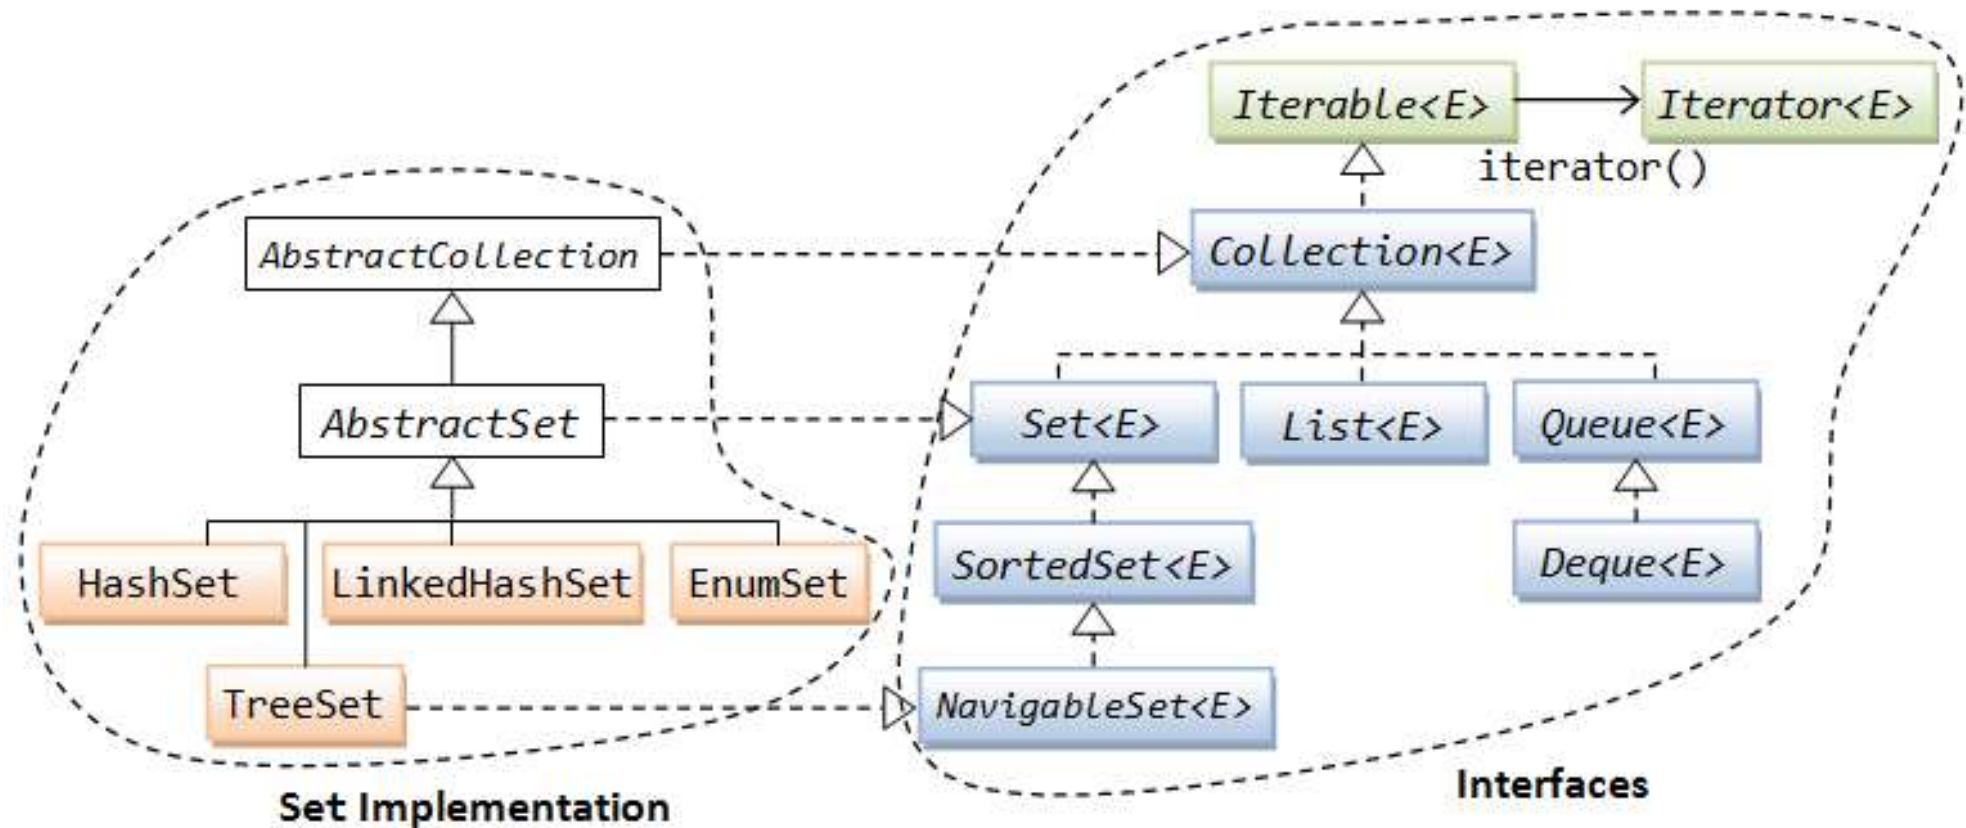 Iterable<E>
Iterator<E>
iterator()
AbstractCollection
Collection<E>
AbstractSet
Set<E>
List<E>
Queue<E>
HashSet
LinkedHashSet
EnumSet
SortedSet<E>
Deque<E>
TreeSet
NavigableSet<E>
Set Implementation
Interfaces